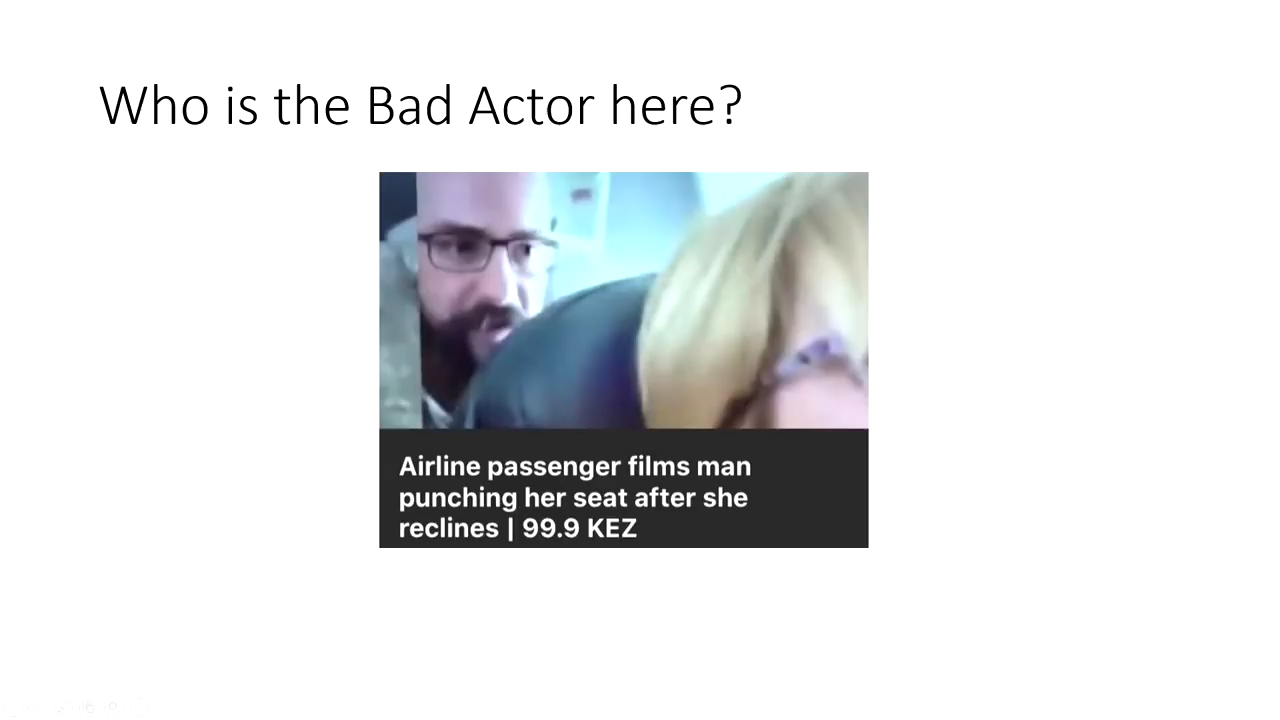 Who is the Bad Actor here?
Airline passenger films man
punching her seat after she
reclines | 99.9 KEZ